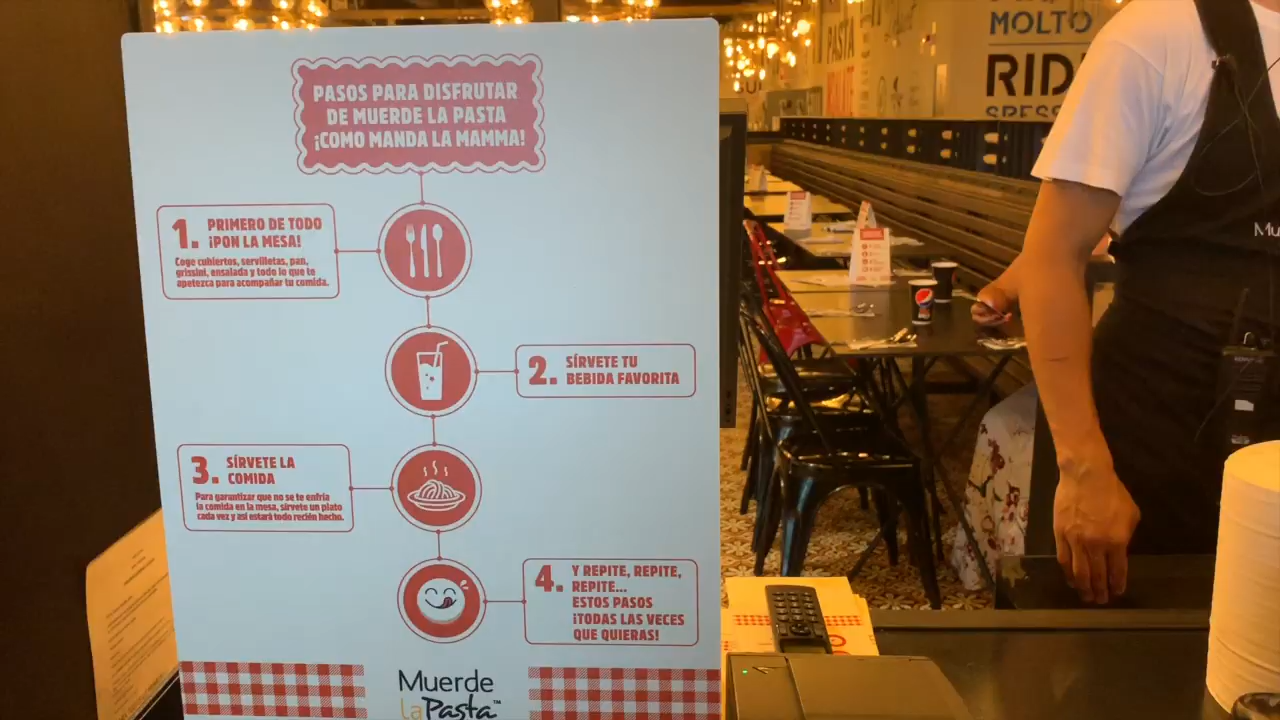 PASOS PARA DISFRUTAR
DE MUERDE LA PASTA
¡COMO MANDA LA MAMMA!
1. PRIMERO DE TODO
¡PON LA MESA!
Coge cubiertos, servilletas, pan,
grissini, ensalada y todo lo que te
apetezca para acompañar tu comida.
2. SÍRVETE TU
BEBIDA FAVORITA
3. SÍRVETE LA
COMIDA
Para garantizar que no se te enfría
la comida en la mesa, sírvete un plato
cada vez y así estará todo recién hecho.
4. Y REPITE, REPITE,
REPITE...
ESTOS PASOS
¡TODAS LAS VECES
QUE QUIERAS!
Muerde
la Pasta™
PASTA
MOLTO
RID
SPESS
Mu